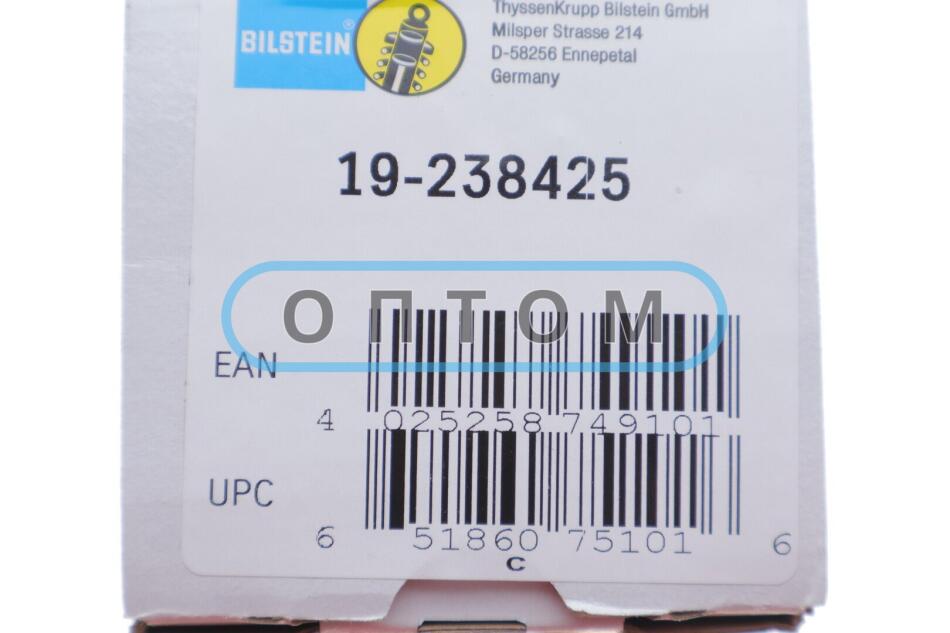 BILSTEIN®
ThyssenKrupp Bilstein GmbH
Milsper Strasse 214
D-58256 Ennepetal
Germany
19-238425
ОПТОМ
EAN
4 025258 749101
UPC
6 51860 75101 6
C